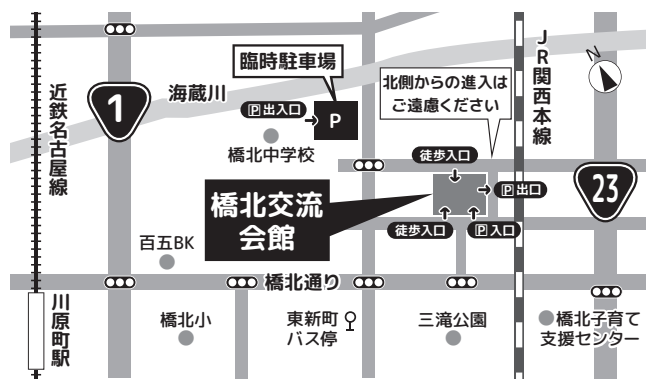 臨時駐車場
JR関西本線
N
北側からの進入は
ご遠慮ください
近鉄名古屋線
1
海蔵川
P出入口
P
橋北中学校
徒歩入口
P出口
23
橋北交流
会館
徒歩入口
P入口
百五BK
橋北通り
川原町駅
橋北小
東新町
バス停
三滝公園
橋北子育て
支援センター